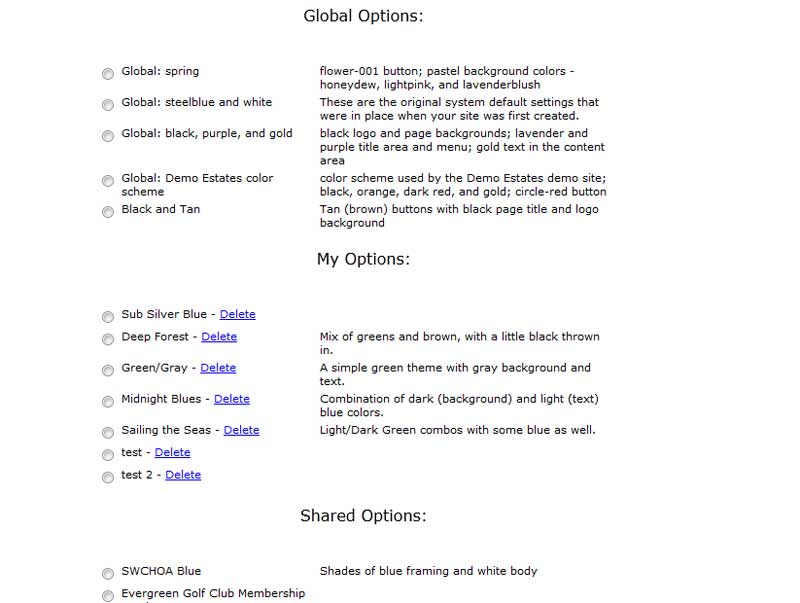 Global Options:
Global: spring
flower-001 button; pastel background colors -
honeydew, lightpink, and lavenderblush
Global: steelblue and white
These are the original system default settings that
were in place when your site was first created.
Global: black, purple, and gold
black logo and page backgrounds; lavender and
purple title area and menu; gold text in the content
area
Global: Demo Estates color
scheme
color scheme used by the Demo Estates demo site;
black, orange, dark red, and gold; circle-red button
Black and Tan
Tan (brown) buttons with black page title and logo
background
My Options:
Sub Silver Blue - Delete
Deep Forest - Delete
Mix of greens and brown, with a little black thrown
in.
Green/Gray - Delete
A simple green theme with gray background and
text.
Midnight Blues - Delete
Combination of dark (background) and light (text)
blue colors.
Sailing the Seas - Delete
Light/Dark Green combos with some blue as well.
test - Delete
test 2 - Delete
Shared Options:
SWCHOA Blue
Shades of blue framing and white body
Evergreen Golf Club Membership